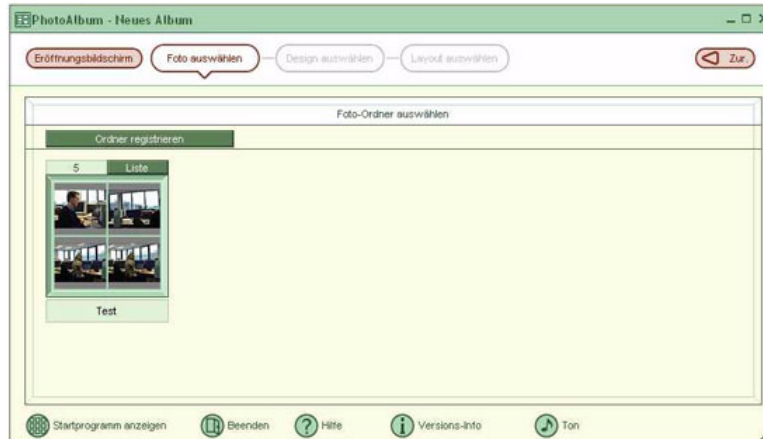 PhotoAlbum - Neues Album
Eröffnungsbildschirm Foto auswählen Design auswählen Layout auswählen Zur.
Foto-Ordner auswählen
Ordner registrieren
5 Liste
Test
Startprogramm anzeigen Beenden Hilfe Versions-Info Ton